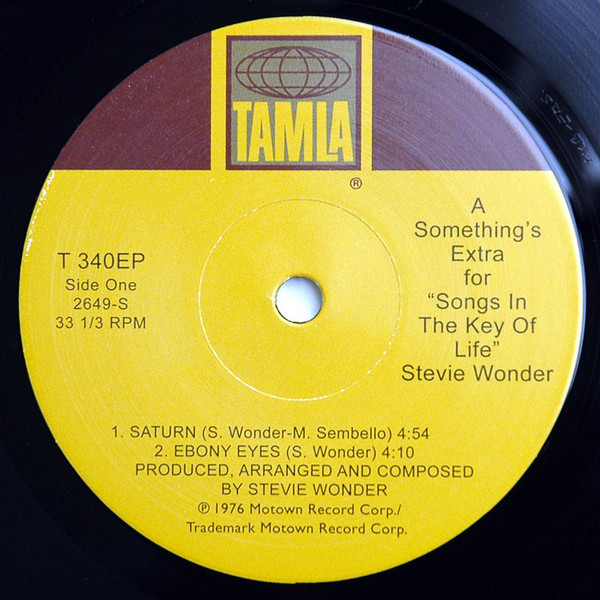 TAMLA
®
T 340EP
Side One
2649-S
33 1/3 RPM
A
Something's
Extra
for
“Songs In
The Key Of
Life”
Stevie Wonder
1. SATURN (S. Wonder-M. Sembello) 4:54
2. EBONY EYES (S. Wonder) 4:10
PRODUCED, ARRANGED AND COMPOSED
BY STEVIE WONDER
℗ 1976 Motown Record Corp./
Trademark Motown Record Corp.